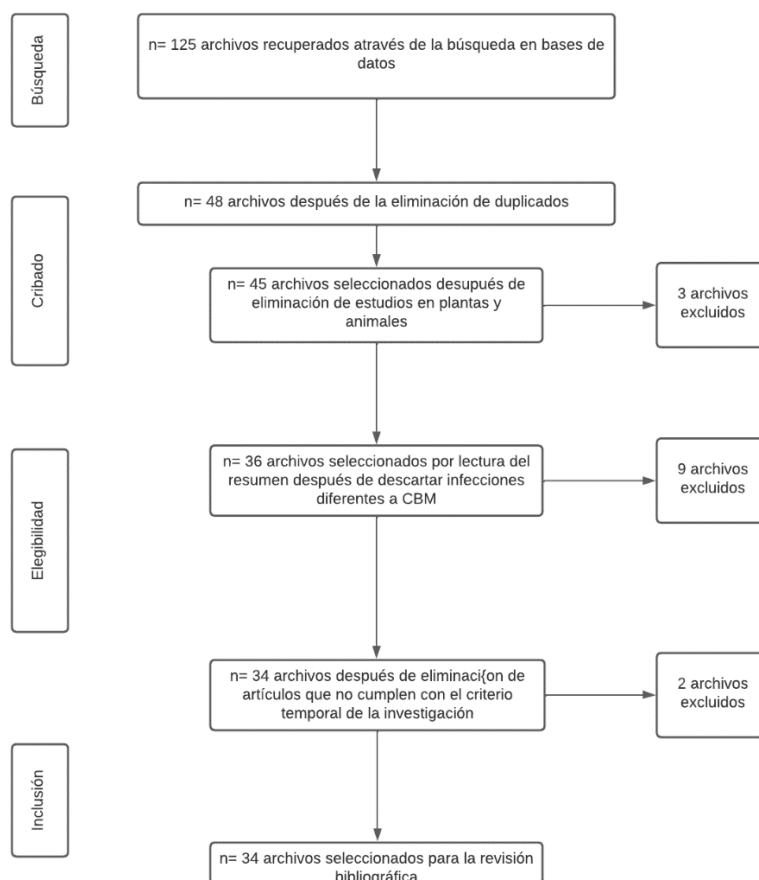 Búsqueda
n= 125 archivos recuperados através de la búsqueda en bases de
datos
Cribado
n= 48 archivos después de la eliminación de duplicados
n= 45 archivos seleccionados desupués de
eliminación de estudios en plantas y
animales
3 archivos
excluidos
Elegibilidad
n= 36 archivos seleccionados por lectura del
resumen después de descartar infecciones
diferentes a CBM
9 archivos
excluidos
n= 34 archivos después de eliminaci{on de
artículos que no cumplen con el criterio
temporal de la investigación
2 archivos
excluidos
Inclusión
n= 34 archivos seleccionados para la revisión
bibliográfica